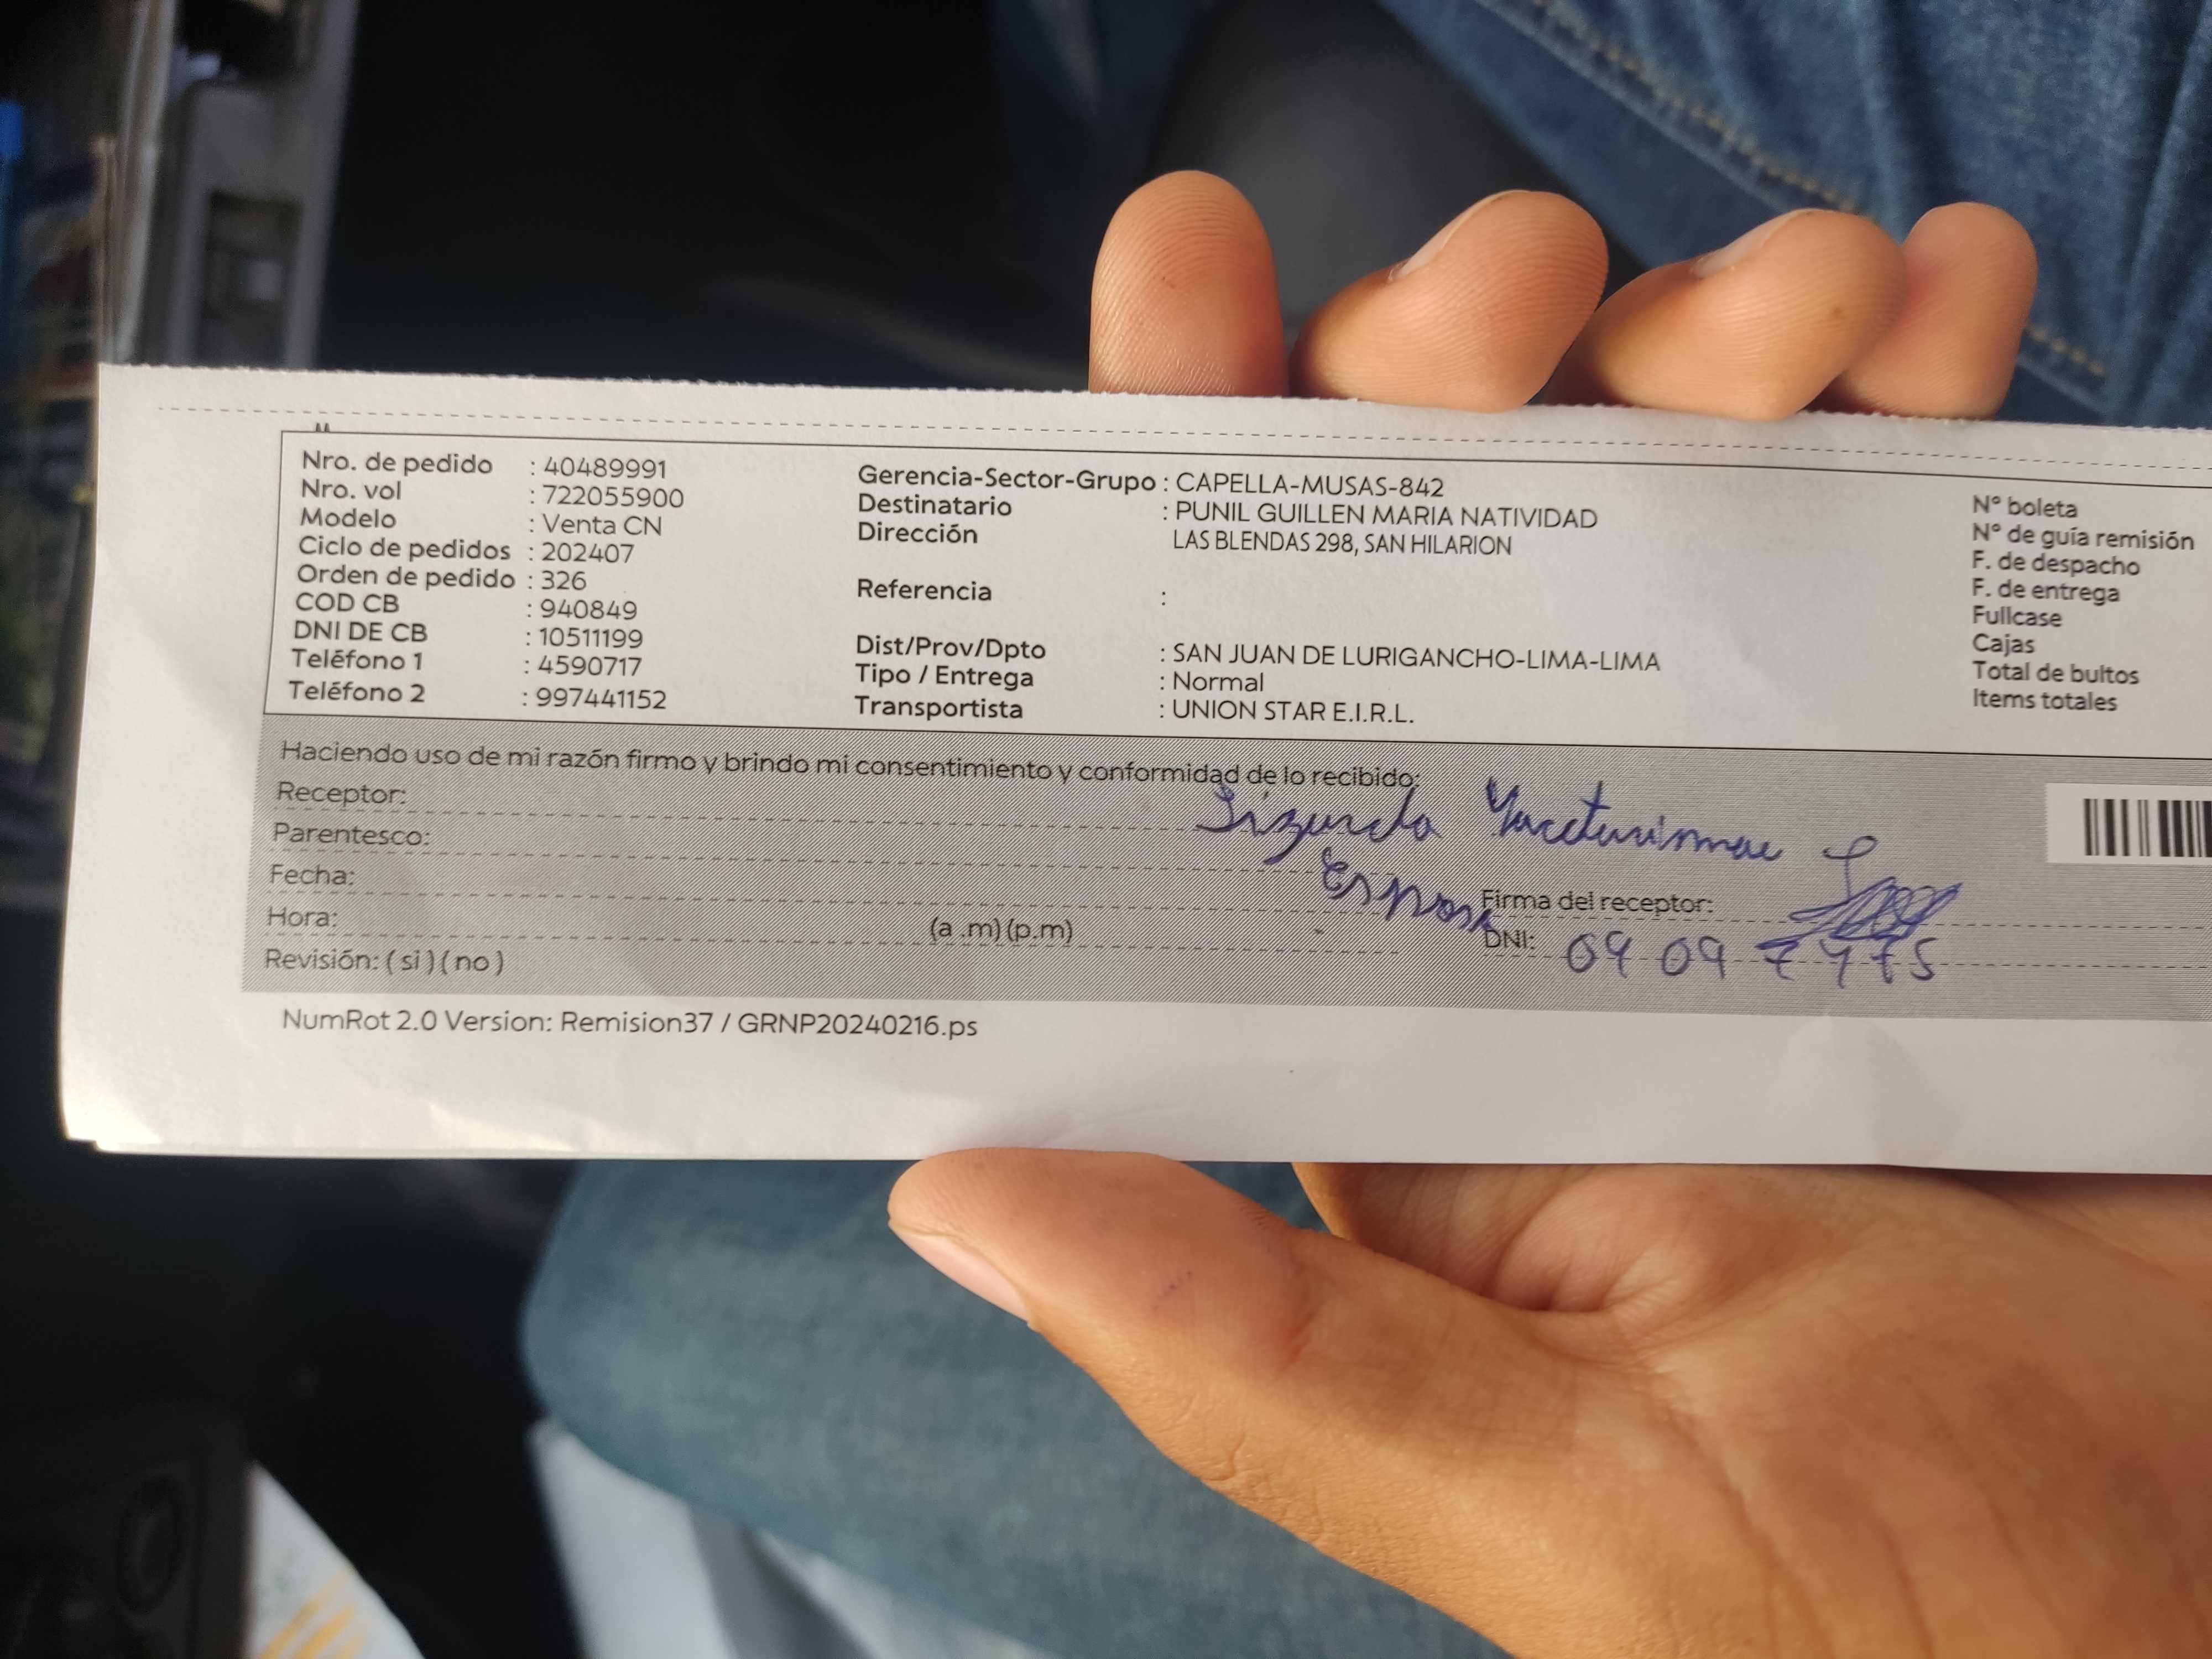 Nro. de pedido : 40489991
Nro. vol : 722055900
Modelo : Venta CN
Ciclo de pedidos : 202407
Orden de pedido : 326
COD CB : 940849
DNI DE CB : 10511199
Teléfono 1 : 4590717
Teléfono 2 : 997441152
Gerencia-Sector-Grupo : CAPELLA-MUSAS-842
Destinatario : PUNIL GUILLEN MARIA NATIVIDAD
Dirección LAS BLENDAS 298, SAN HILARION
Referencia :
Dist/Prov/Dpto : SAN JUAN DE LURIGANCHO-LIMA-LIMA
Tipo / Entrega : Normal
Transportista : UNION STAR E.I.R.L.
N° boleta
N° de guía remisión
F. de despacho
F. de entrega
Fullcase
Cajas
Total de bultos
Items totales
Haciendo uso de mi razón firmo y brindo mi consentimiento y conformidad de lo recibido:
Receptor:
Parentesco: Esposo
Fecha:
Firma del receptor:
Hora: (a .m) (p.m)
DNI: 09097475
Revisión: ( si ) ( no )
NumRot 2.0 Version: Remision37 / GRNP20240216.ps